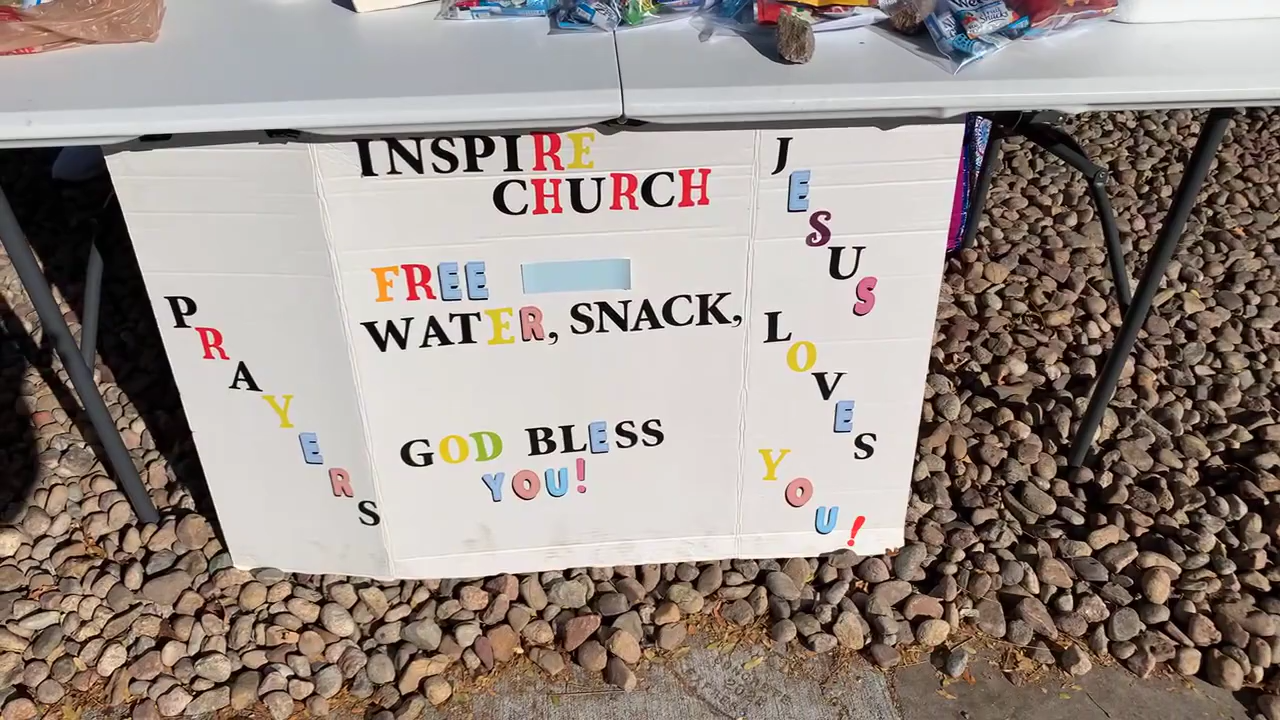 INSPIRE
CHURCH
FREE
WATER, SNACK,
GOD BLESS
YOU!
PRAYERS
JESUS
LOVES
YOU!